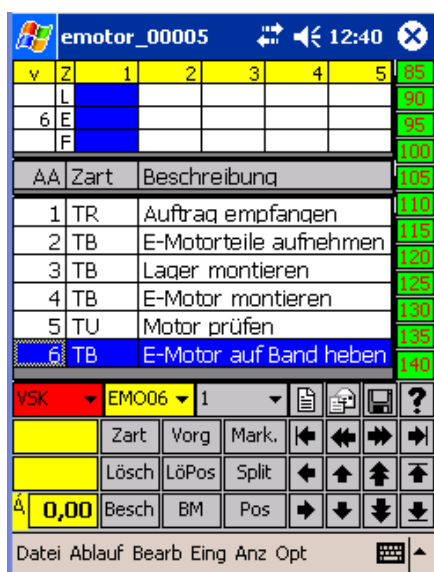 emotor_00005 12:40
v Z 1 2 3 4 5 85
L 90
6 E 95
F 100
AA Zart Beschreibung 105
1 TR Auftrag empfangen 110
2 TB E-Motorteile aufnehmen 115
3 TB Lager montieren 120
4 TB E-Motor montieren 125
5 TU Motor prüfen 130
6 TB E-Motor auf Band heben 135
140
VSK EMO06 1 ?
Zart Vorg Mark.
Lösch LöPos Split
0,00 Besch BM Pos
Datei Ablauf Bearb Eing Anz Opt